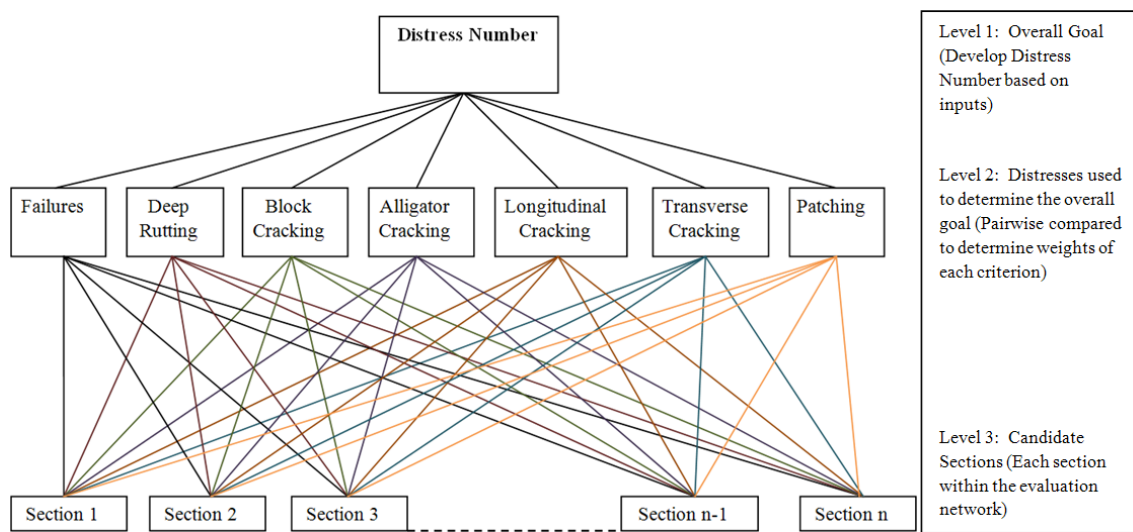 Distress Number
Failures
Deep
Rutting
Block
Cracking
Alligator
Cracking
Longitudinal
Cracking
Transverse
Cracking
Patching
Section 1
Section 2
Section 3
Section n-1
Section n
Level 1: Overall Goal
(Develop Distress
Number based on
inputs)
Level 2: Distresses used
to determine the overall
goal (Pairwise compared
to determine weights of
each criterion)
Level 3: Candidate
Sections (Each section
within the evaluation
network)